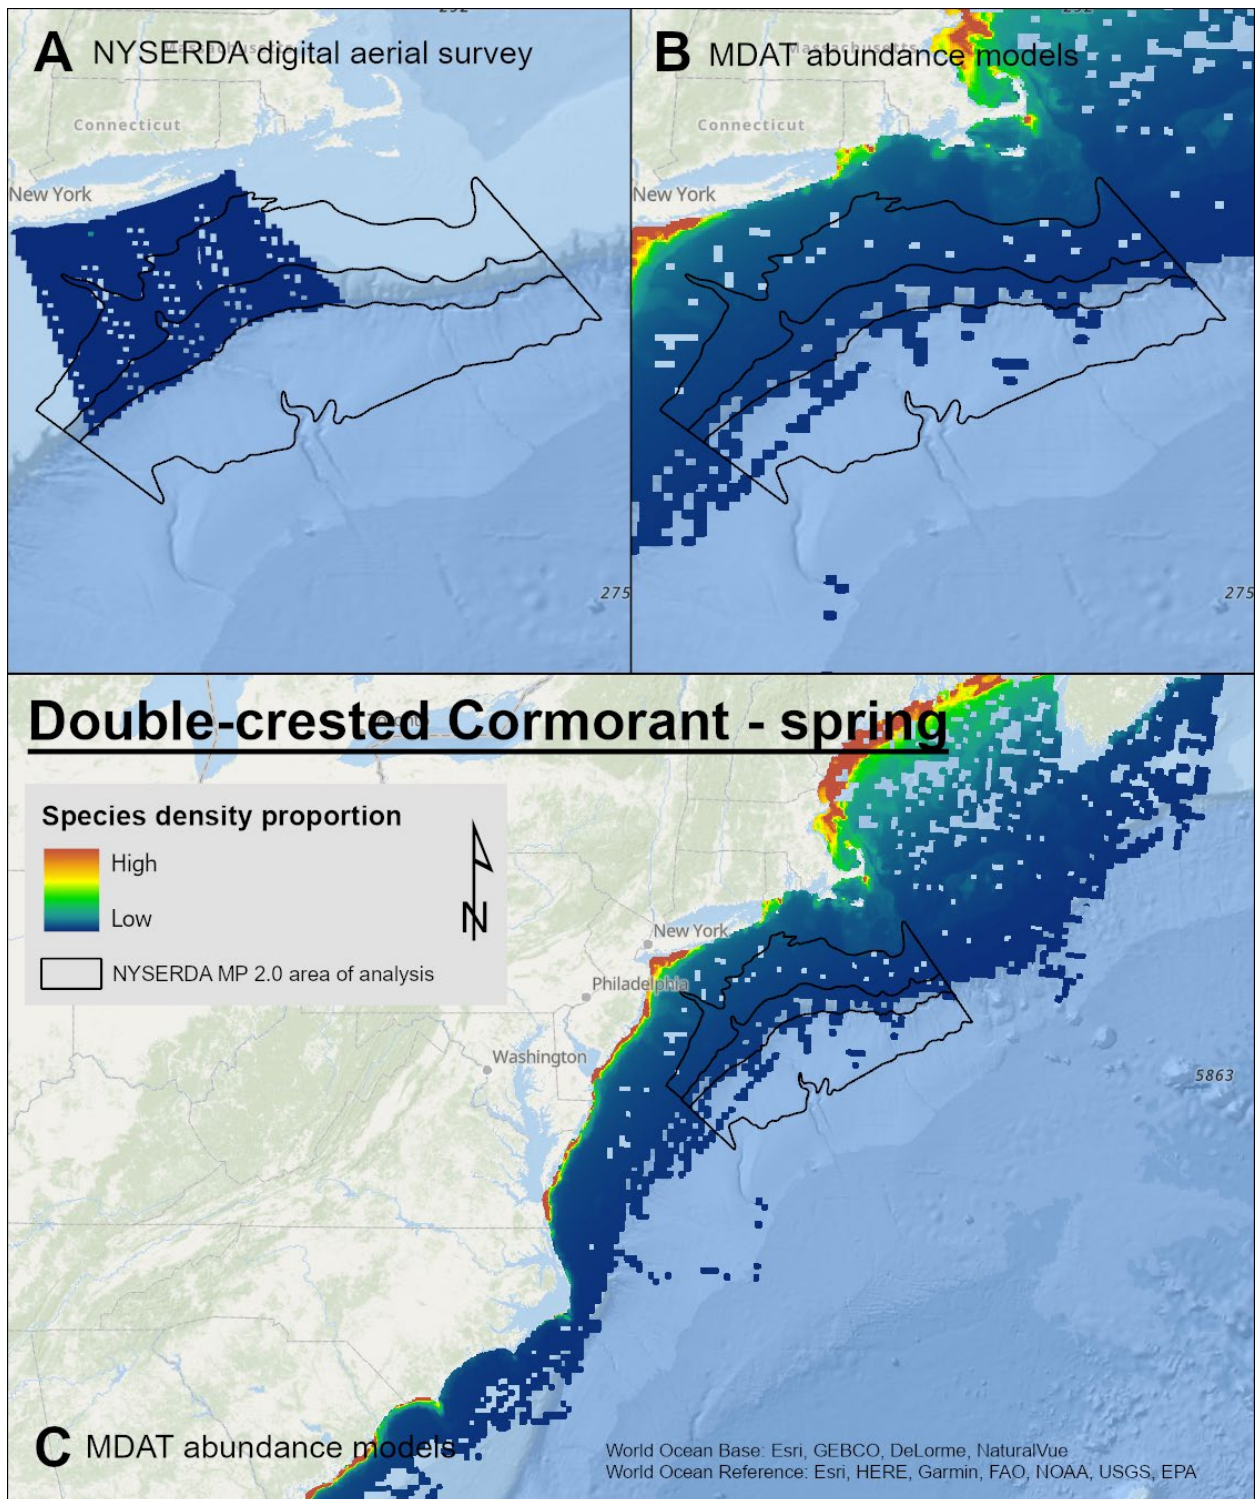 A NYSERDA digital aerial survey
Massachusetts
Connecticut
New York
275
B MDAT abundance models
Massachusetts
Connecticut
New York
275
Double-crested Cormorant - spring
Species density proportion
High
Low
N
NYSERDA MP 2.0 area of analysis
New York
Philadelphia
Washington
5863
C MDAT abundance models
World Ocean Base: Esri, GEBCO, DeLorme, NaturalVue
World Ocean Reference: Esri, HERE, Garmin, FAO, NOAA, USGS, EPA